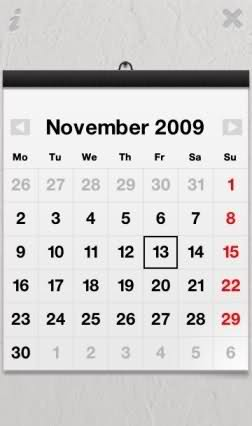 i
November 2009
Mo Tu We Th Fr Sa Su
26 27 28 29 30 31 1
2 3 4 5 6 7 8
9 10 11 12 13 14 15
16 17 18 19 20 21 22
23 24 25 26 27 28 29
30 1 2 3 4 5 6